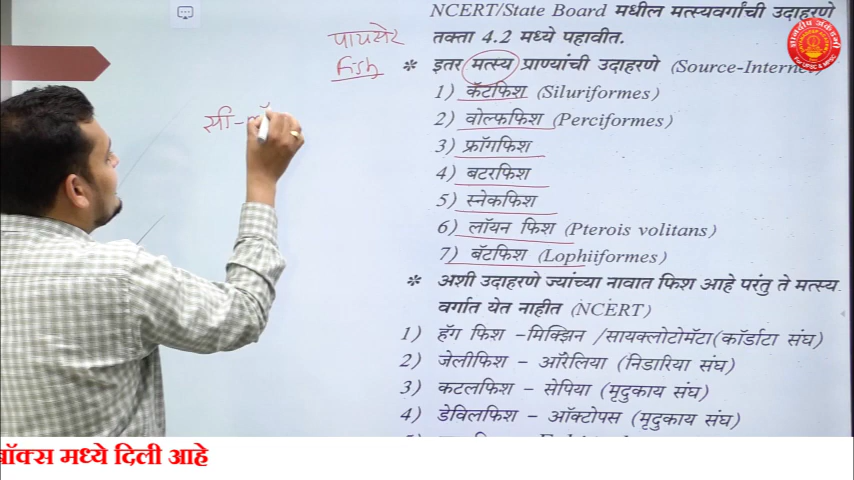 NCERT/State Board मधील मत्स्यवर्गांची उदाहरणे
तक्ता 4.2 मध्ये पहावीत.
पायसेर
Fish
* इतर मत्स्य प्राण्यांची उदाहरणे (Source-Internet)
1) कॅटफिश (Siluriformes)
2) वोल्फफिश (Perciformes)
3) फ्रॉगफिश
4) बटरफिश
5) स्नेकफिश
6) लॉयन फिश (Pterois volitans)
7) बॅटफिश (Lophiiformes)
सी-
* अशी उदाहरणे ज्यांच्या नावात फिश आहे परंतु ते मत्स्य
वर्गात येत नाहीत (NCERT)
1) हॅग फिश -मिक्झिन /सायक्लोटोमॅटा(कॉर्डाटा संघ)
2) जेलीफिश - ऑरेलिया (निडारिया संघ)
3) कटलफिश - सेपिया (मृदुकाय संघ)
4) डेविलफिश - ऑक्टोपस (मृदुकाय संघ)
बॉक्स मध्ये दिली आहे